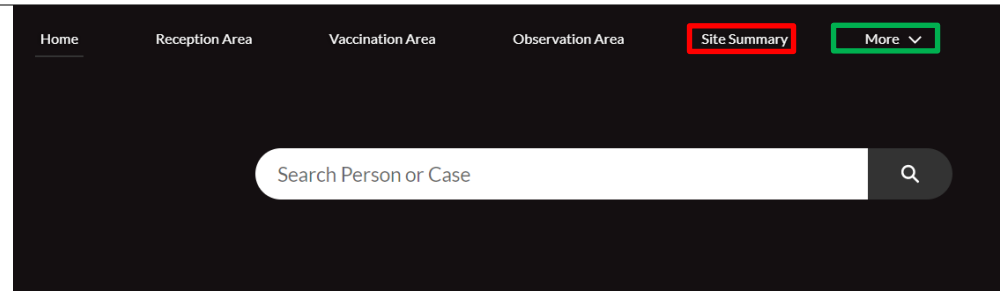 Home Reception Area Vaccination Area Observation Area Site Summary More
Search Person or Case